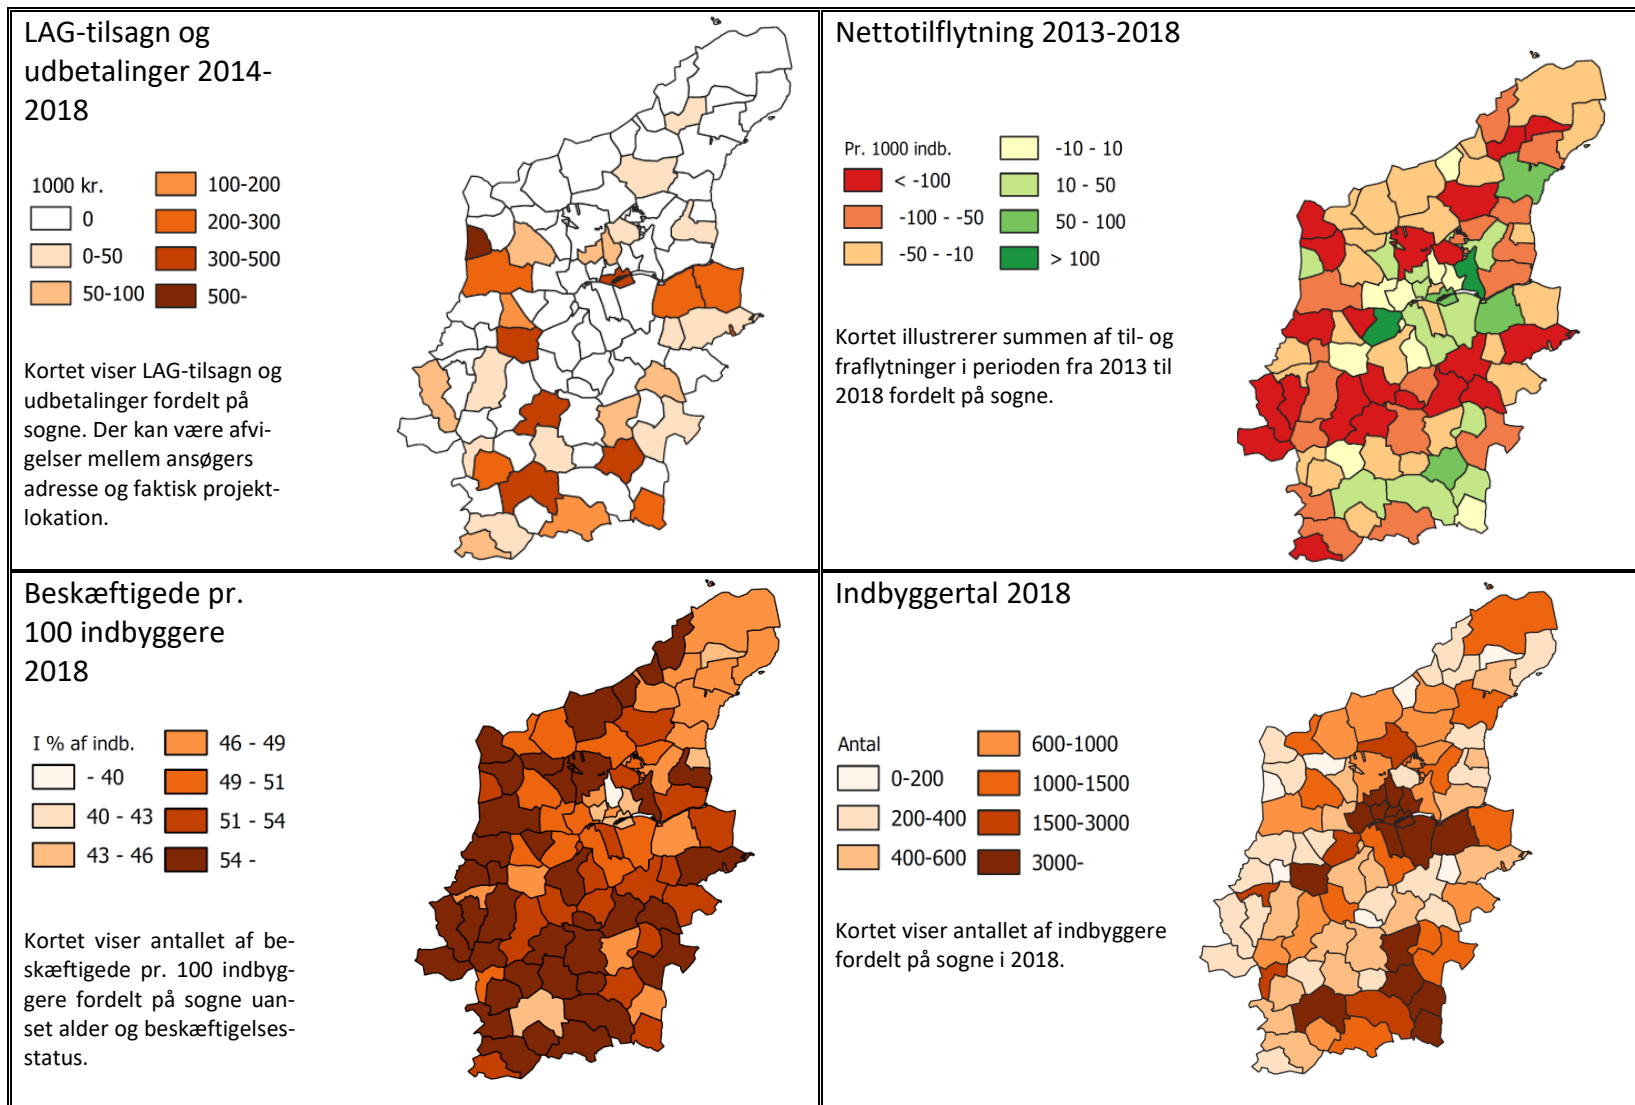 LAG-tilsagn og
udbetalinger 2014-
2018
1000 kr.
0
0-50
50-100
100-200
200-300
300-500
500-
Kortet viser LAG-tilsagn og
udbetalinger fordelt på
sogne. Der kan være afvi-
gelser mellem ansøgers
adresse og faktisk projekt-
lokation.
Nettotilflytning 2013-2018
Pr. 1000 indb.
< -100
-100 - -50
-50 - -10
-10 - 10
10 - 50
50 - 100
> 100
Kortet illustrerer summen af til- og
fraflytninger i perioden fra 2013 til
2018 fordelt på sogne.
Beskæftigede pr.
100 indbyggere
2018
I % af indb.
- 40
40 - 43
43 - 46
46 - 49
49 - 51
51 - 54
54 -
Kortet viser antallet af be-
skæftigede pr. 100 indbyg-
gere fordelt på sogne uan-
set alder og beskæftigelses-
status.
Indbyggertal 2018
Antal
0-200
200-400
400-600
600-1000
1000-1500
1500-3000
3000-
Kortet viser antallet af indbyggere
fordelt på sogne i 2018.